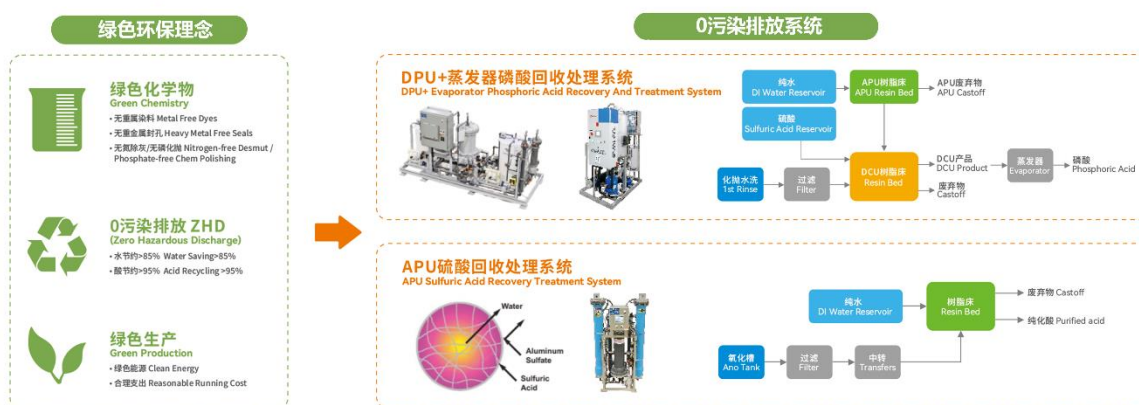 绿色环保理念
绿色化学物
Green Chemistry
• 无重属染料 Metal Free Dyes
• 无重金属封孔 Heavy Metal Free Seals
• 无氮除灰/无磷化抛 Nitrogen-free Desmut /
Phosphate-free Chem Polishing
0污染排放 ZHD
(Zero Hazardous Discharge)
• 水节约>85% Water Saving>85%
• 酸节约>95% Acid Recycling >95%
绿色生产
Green Production
• 绿色能源 Clean Energy
• 合理支出 Reasonable Running Cost
0污染排放系统
DPU+蒸发器磷酸回收处理系统
DPU+ Evaporator Phosphoric Acid Recovery And Treatment System
纯水
DI Water Reservoir
APU树脂床
APU Resin Bed
APU废弃物
APU Castoff
硫酸
Sulfuric Acid Reservoir
化抛水洗
1st Rinse
过滤
Filter
DCU树脂床
Resin Bed
DCU产品
DCU Product
废弃物
Castoff
蒸发器
Evaporator
磷酸
Phosphoric Acid
APU硫酸回收处理系统
APU Sulfuric Acid Recovery Treatment System
Water
Aluminum
Sulfate
Sulfuric
Acid
纯水
DI Water Reservoir
树脂床
Resin Bed
废弃物 Castoff
纯化酸 Purified acid
氧化槽
Ano Tank
过滤
Filter
中转
Transfers